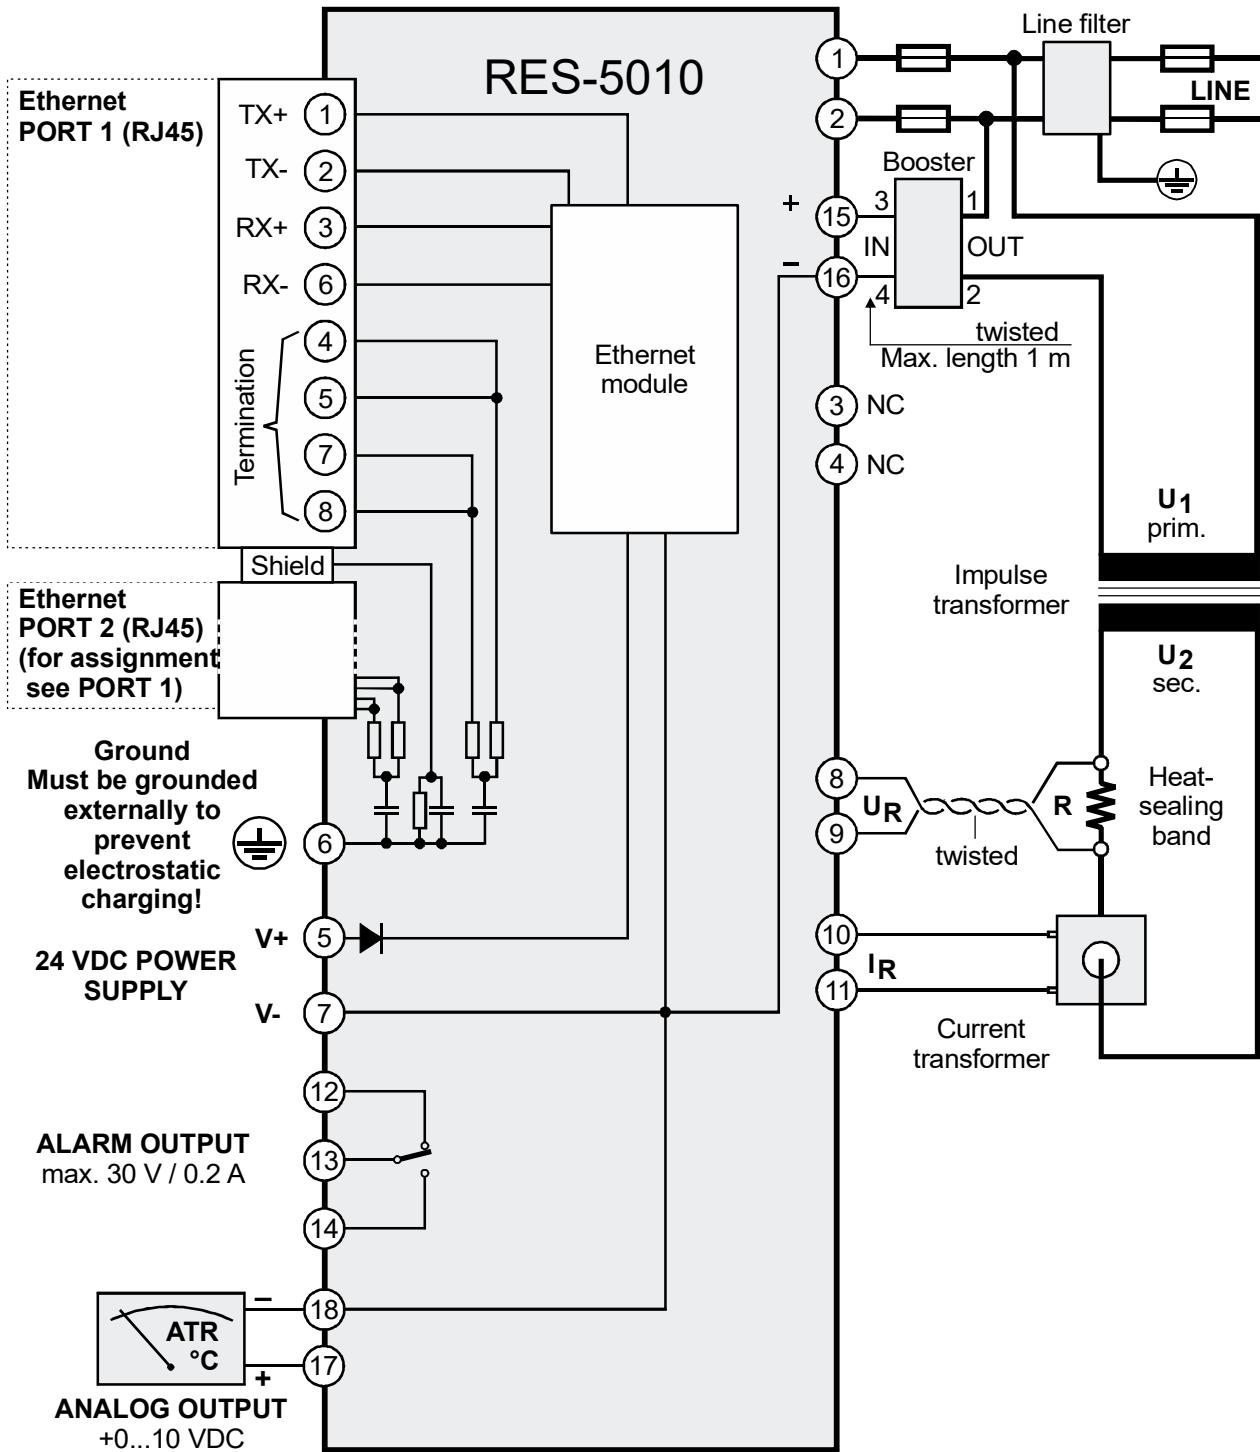 RES-5010
Ethernet
PORT 1 (RJ45)
TX+ 1
TX- 2
RX+ 3
RX- 6
Termination
4
5
7
8
Shield
Ethernet
PORT 2 (RJ45)
(for assignment
see PORT 1)
Ethernet
module
Ground
Must be grounded
externally to
prevent
electrostatic
charging!
6
V+ 5
24 VDC POWER
SUPPLY
V- 7
12
ALARM OUTPUT
max. 30 V / 0.2 A
13
14
– 18
ATR
°C
+ 17
ANALOG OUTPUT
+0...10 VDC
Line filter
1
LINE
2
Booster
+ 15 3 1
IN OUT
– 16 4 2
twisted
Max. length 1 m
3 NC
4 NC
U1
prim.
Impulse
transformer
U2
sec.
8
UR
R
9
twisted
Heat-
sealing
band
10
IR
11
Current
transformer